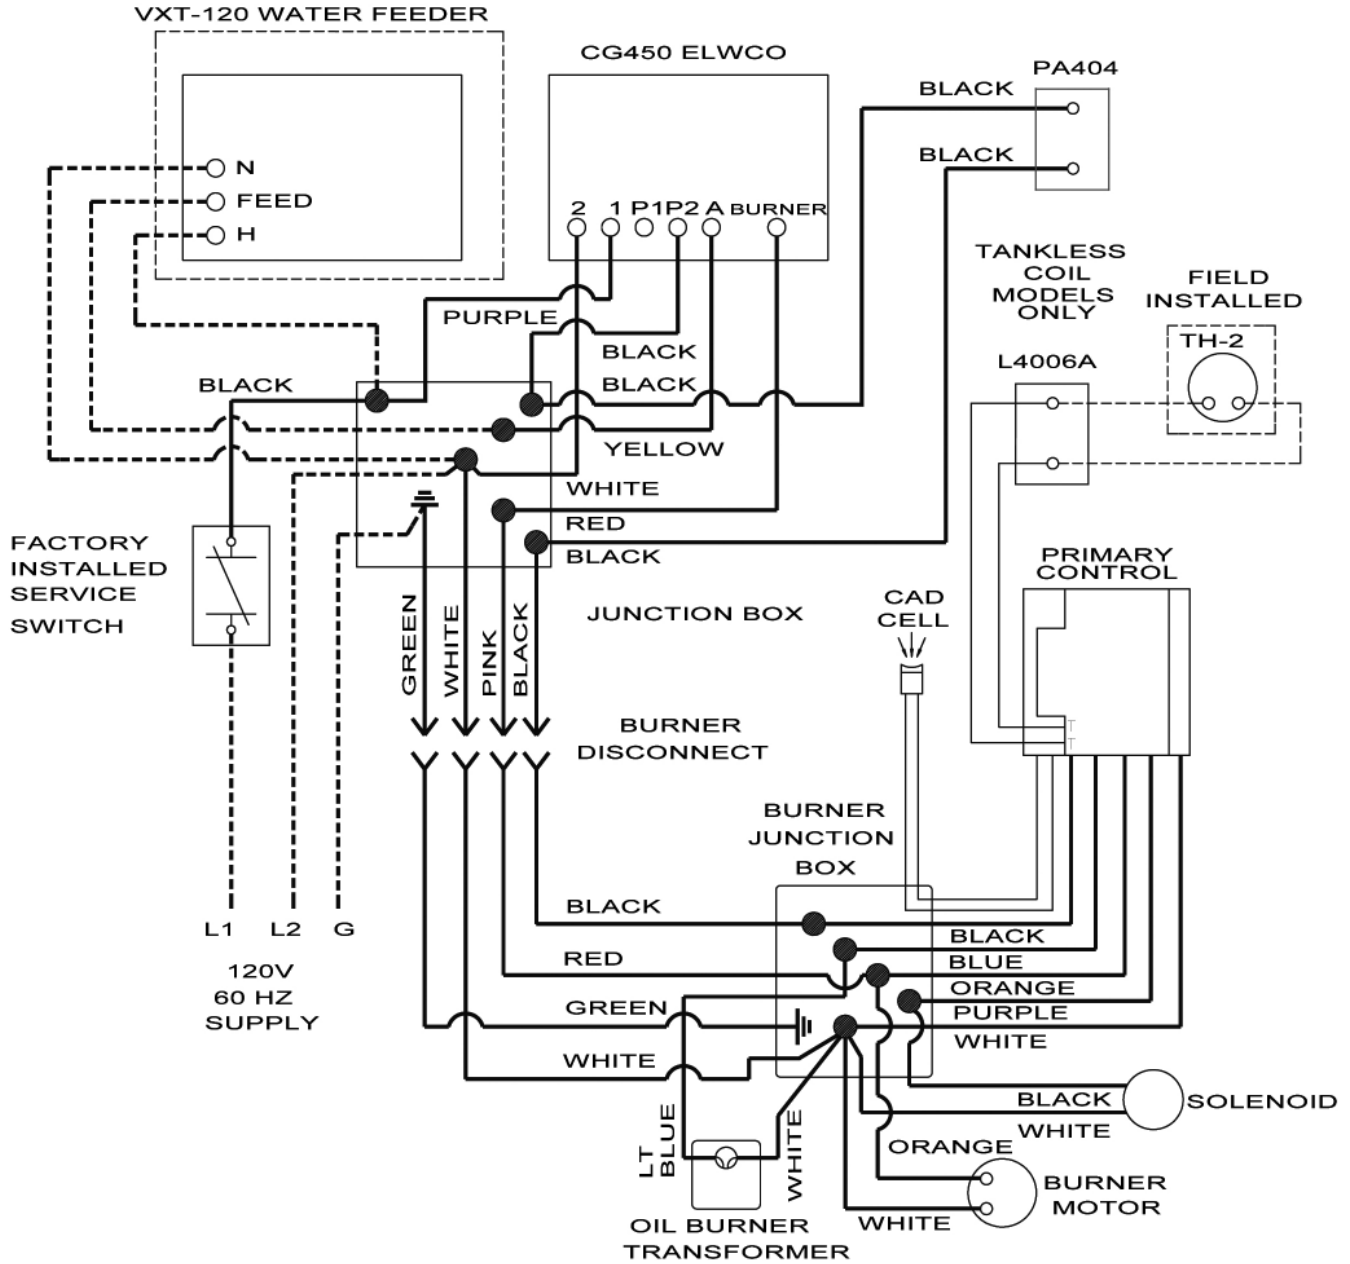 VXT-120 WATER FEEDER
CG450 ELWCO
PA404
BLACK
BLACK
N
FEED
H
2 1 P1 P2 A BURNER
TANKLESS
COIL
MODELS
ONLY
FIELD
INSTALLED
TH-2
L4006A
PURPLE
BLACK
BLACK
BLACK
YELLOW
WHITE
RED
BLACK
FACTORY
INSTALLED
SERVICE
SWITCH
JUNCTION BOX
GREEN
WHITE
PINK
BLACK
PRIMARY
CONTROL
T
T
CAD
CELL
BURNER
DISCONNECT
BURNER
JUNCTION
BOX
L1 L2 G
120V
60 HZ
SUPPLY
BLACK
RED
GREEN
WHITE
BLACK
BLUE
ORANGE
PURPLE
WHITE
BLACK
WHITE
SOLENOID
LT
BLUE
WHITE
ORANGE
WHITE
BURNER
MOTOR
OIL BURNER
TRANSFORMER